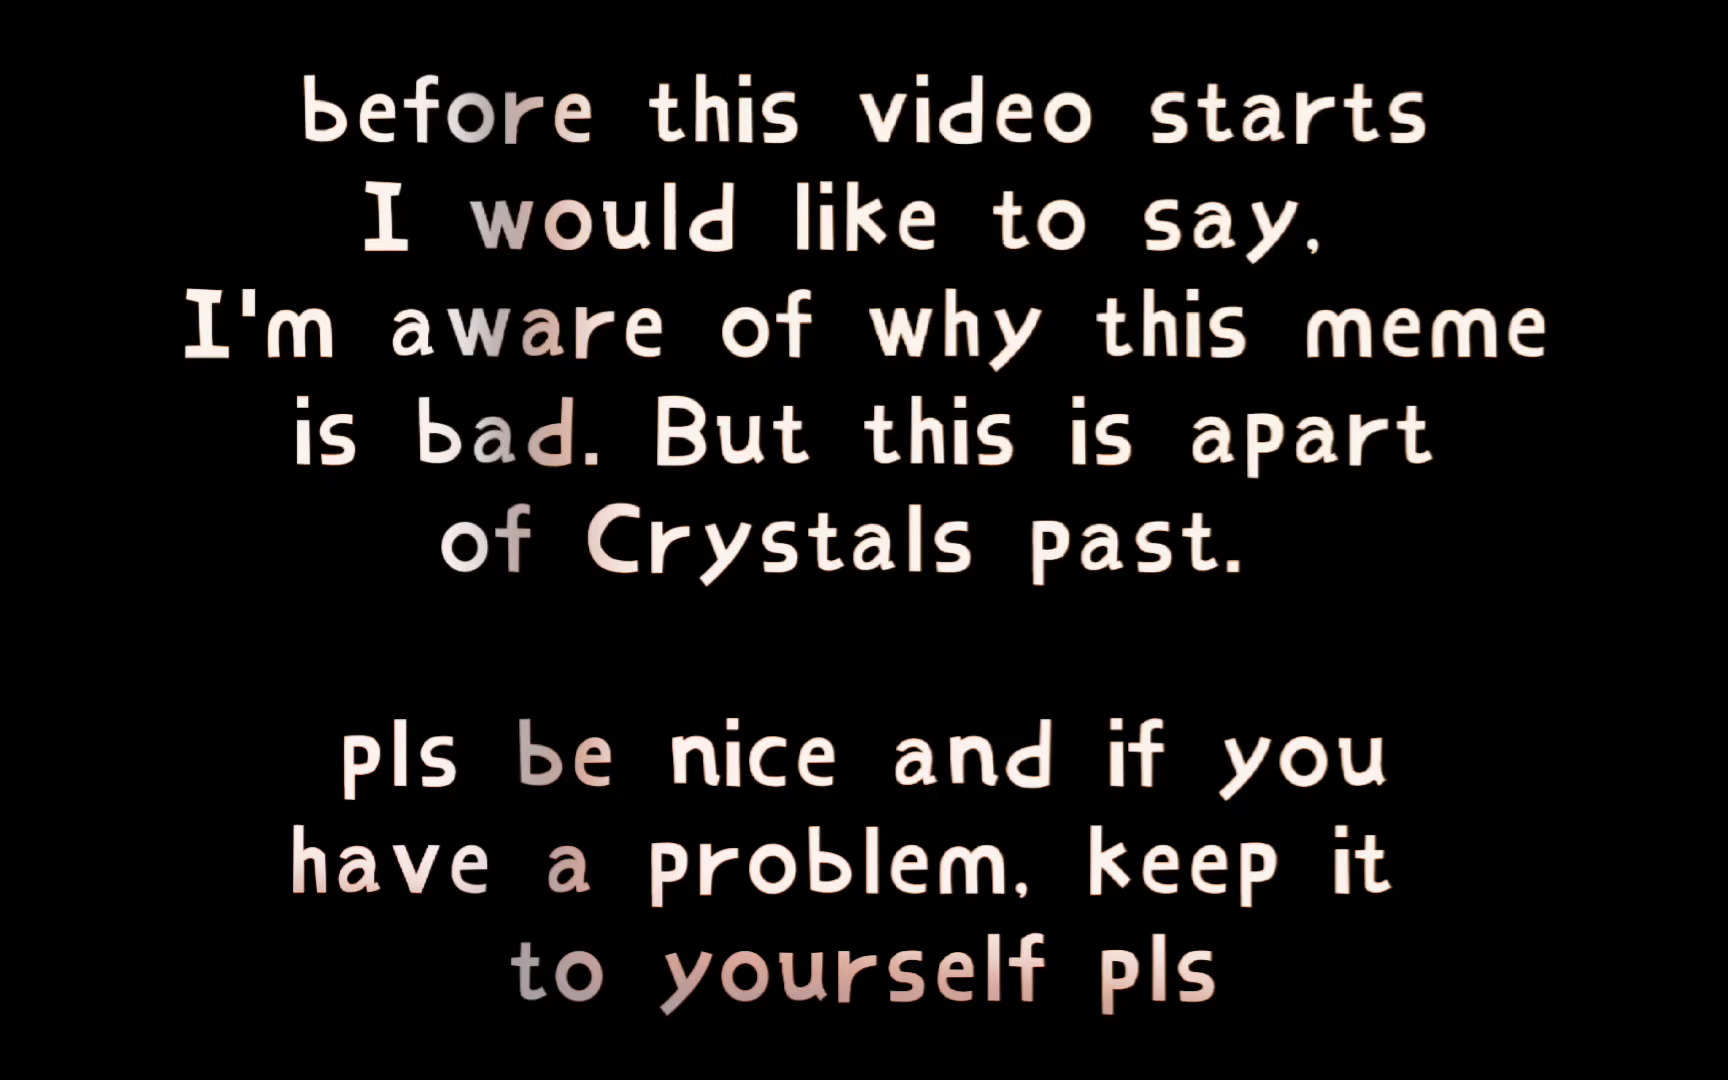 before this video starts
I would like to say,
I'm aware of why this meme
is bad. But this is apart
of Crystals past.
pls be nice and if you
have a problem, keep it
to yourself pls